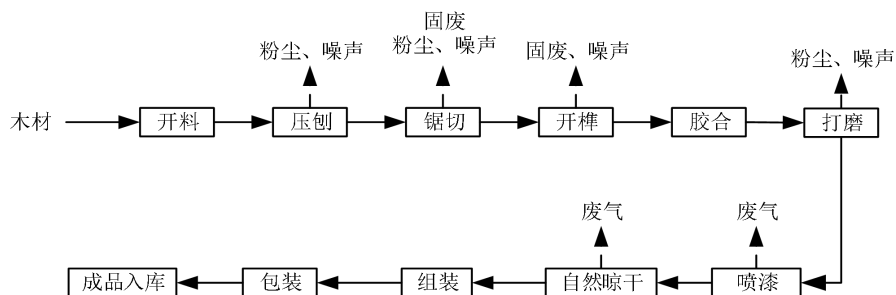 固废
粉尘、噪声
粉尘、噪声
固废、噪声
粉尘、噪声
木材
开料
压刨
锯切
开榫
胶合
打磨
废气
废气
成品入库
包装
组装
自然晾干
喷漆